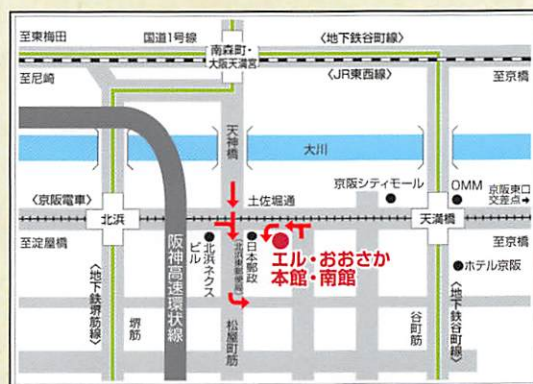 至東梅田
国道1号線
南森町・
大阪天満宮
〈地下鉄谷町線〉
至尼崎
〈JR東西線〉
至京橋
天神橋
大川
京阪シティモール
OMM
京阪東口
交差点→
〈京阪電車〉
土佐堀通
北浜
天満橋
至淀屋橋
阪神高速環状線
北浜ネクス
ビル
(北浜東郵便局)
日本郵政
エル・おおさか
本館・南館
至京橋
ホテル京阪
〈地下鉄堺筋線〉
堺筋
松屋町筋
谷町筋
〈地下鉄谷町線〉